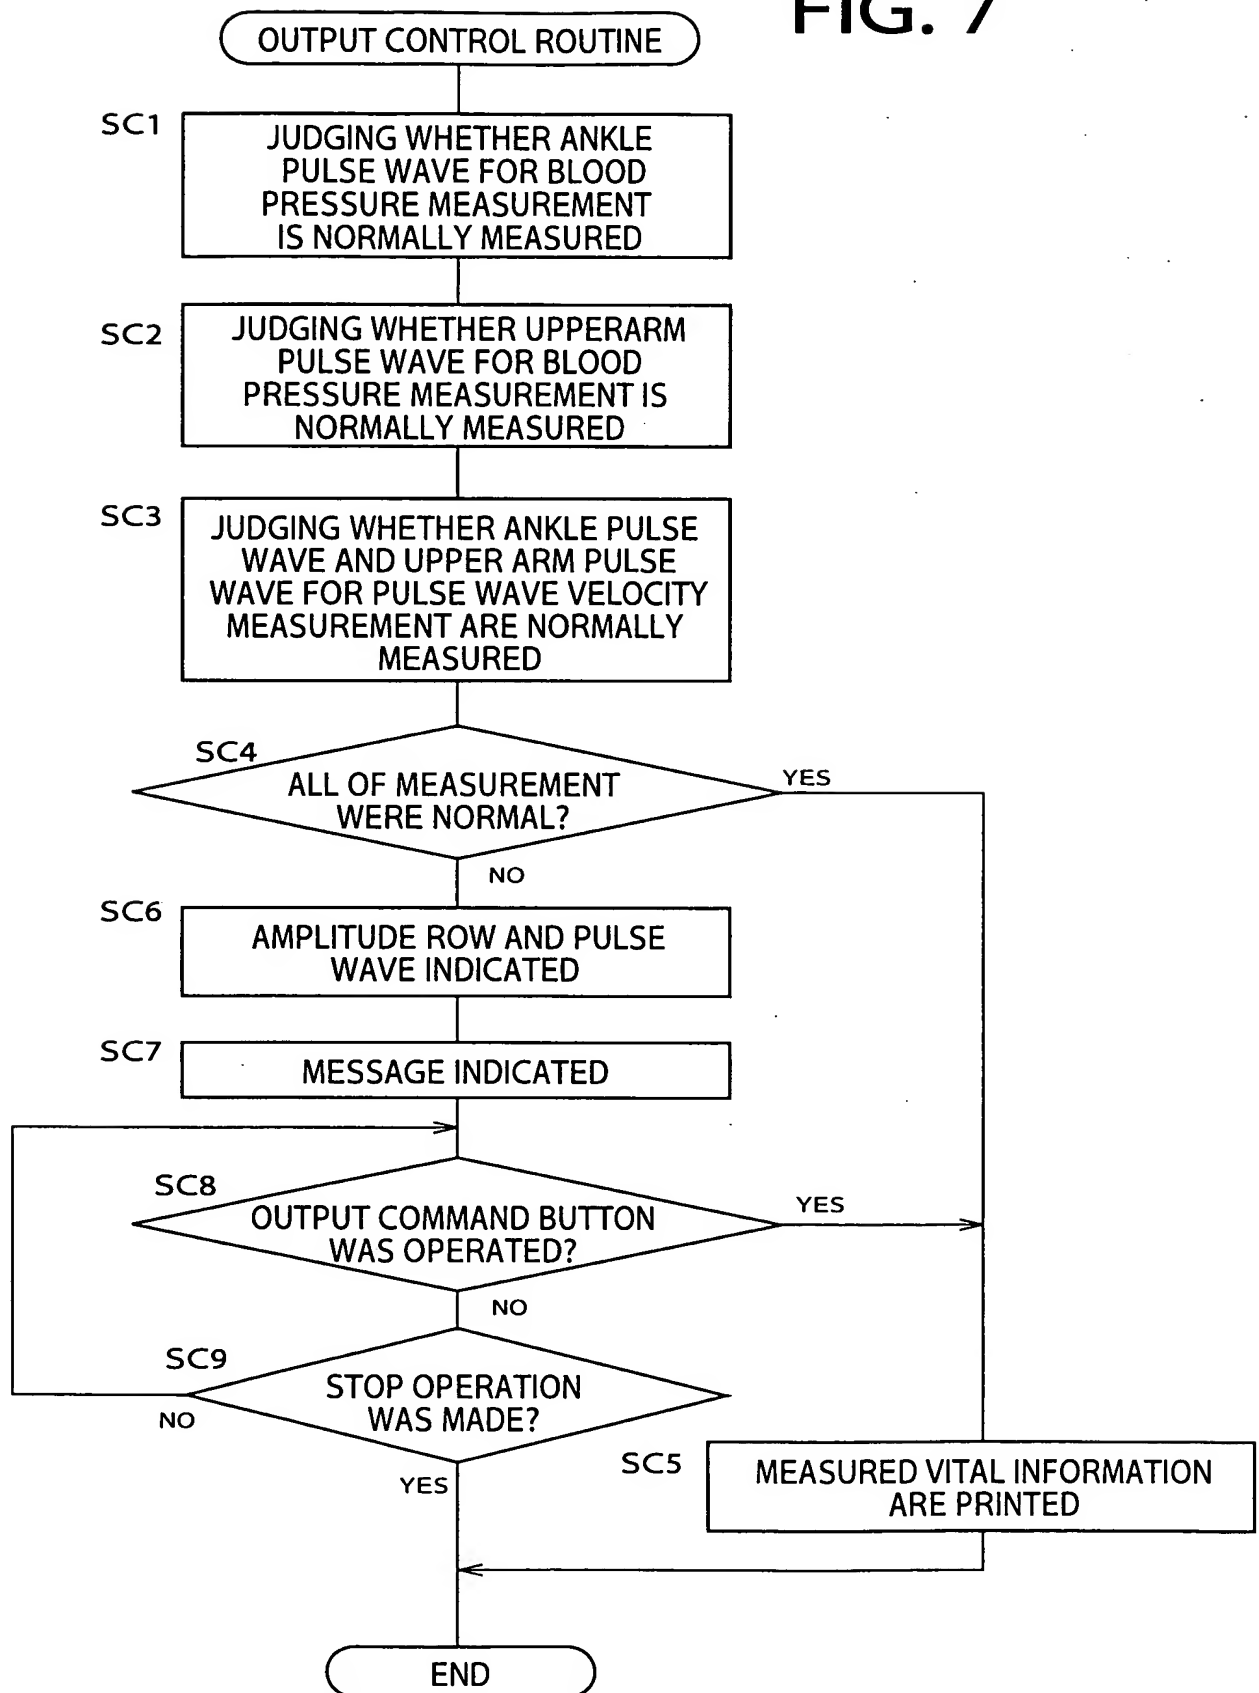 FIG. 7
OUTPUT CONTROL ROUTINE
SC1
JUDGING WHETHER ANKLE
PULSE WAVE FOR BLOOD
PRESSURE MEASUREMENT
IS NORMALLY MEASURED
SC2
JUDGING WHETHER UPPERARM
PULSE WAVE FOR BLOOD
PRESSURE MEASUREMENT IS
NORMALLY MEASURED
SC3
JUDGING WHETHER ANKLE PULSE
WAVE AND UPPER ARM PULSE
WAVE FOR PULSE WAVE VELOCITY
MEASUREMENT ARE NORMALLY
MEASURED
SC4
ALL OF MEASUREMENT
WERE NORMAL?
YES
NO
SC6
AMPLITUDE ROW AND PULSE
WAVE INDICATED
SC7
MESSAGE INDICATED
SC8
OUTPUT COMMAND BUTTON
WAS OPERATED?
YES
NO
SC9
STOP OPERATION
WAS MADE?
NO
YES
SC5
MEASURED VITAL INFORMATION
ARE PRINTED
END